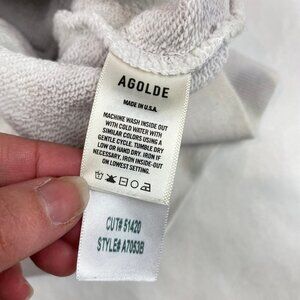 AGOLDE
MADE IN U.S.A.
MACHINE WASH INSIDE OUT
WITH COLD WATER WITH
SIMILAR COLORS USING A
GENTLE CYCLE. TUMBLE DRY
LOW OR HAND DRY. IRON IF
NECESSARY, IRON INSIDE-OUT
ON LOWEST SETTING.
CUT# 51420
STYLE# A7053B